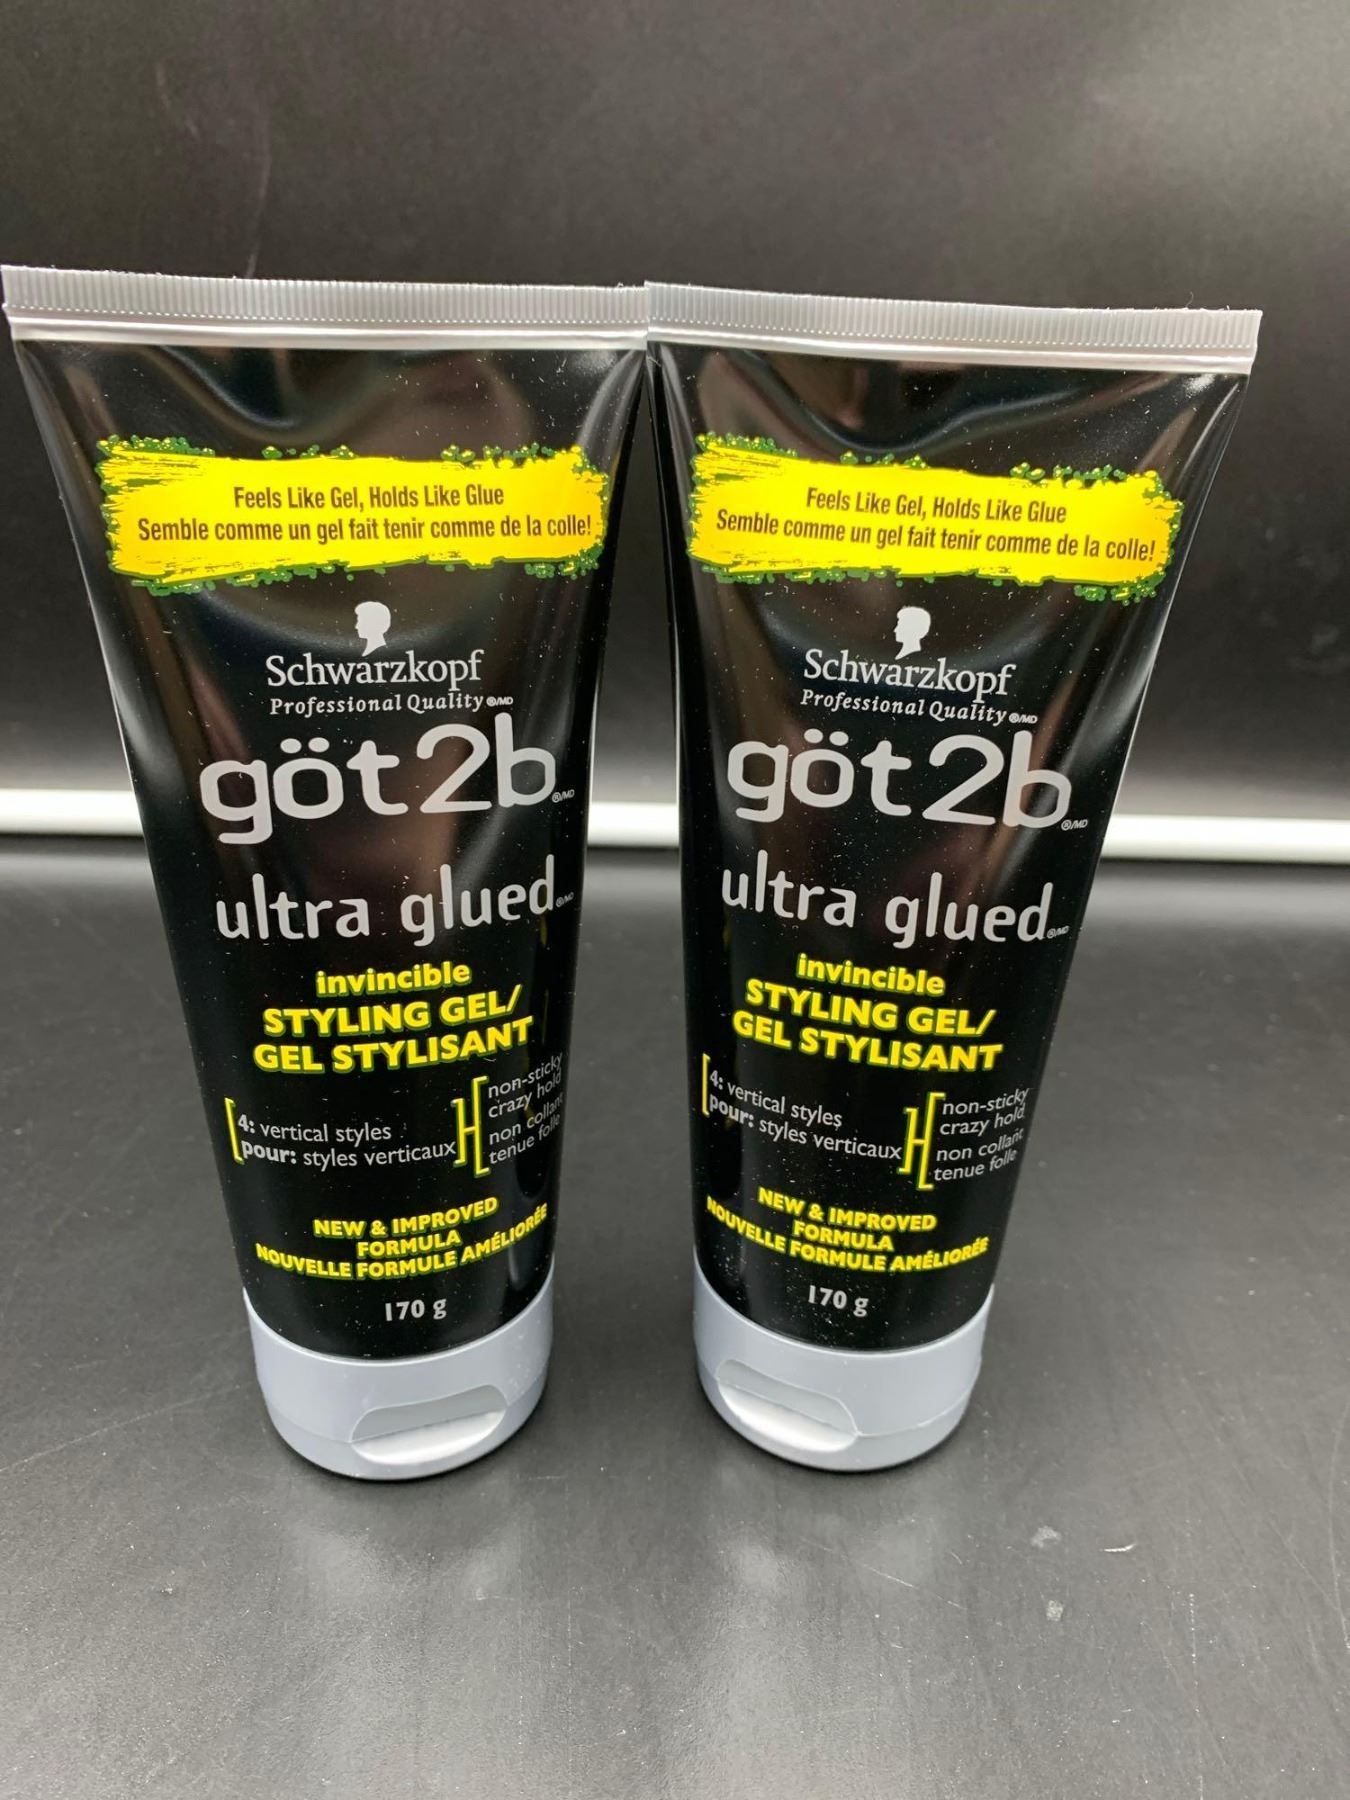 Feels Like Gel, Holds Like Glue
Semble comme un gel fait tenir comme de la colle!
Schwarzkopf
Professional Quality®/MD
göt2b®/MD
ultra glued®/MD
invincible
STYLING GEL/
GEL STYLISANT
4: vertical styles
pour: styles verticaux
non-sticky
crazy hold
non collant
tenue folle
NEW & IMPROVED
FORMULA
NOUVELLE FORMULE AMÉLIORÉE
170 g
Feels Like Gel, Holds Like Glue
Semble comme un gel fait tenir comme de la colle!
Schwarzkopf
Professional Quality®/MD
göt2b®/MD
ultra glued®/MD
invincible
STYLING GEL/
GEL STYLISANT
4: vertical styles
pour: styles verticaux
non-sticky
crazy hold
non collant
tenue folle
NEW & IMPROVED
FORMULA
NOUVELLE FORMULE AMÉLIORÉE
170 g